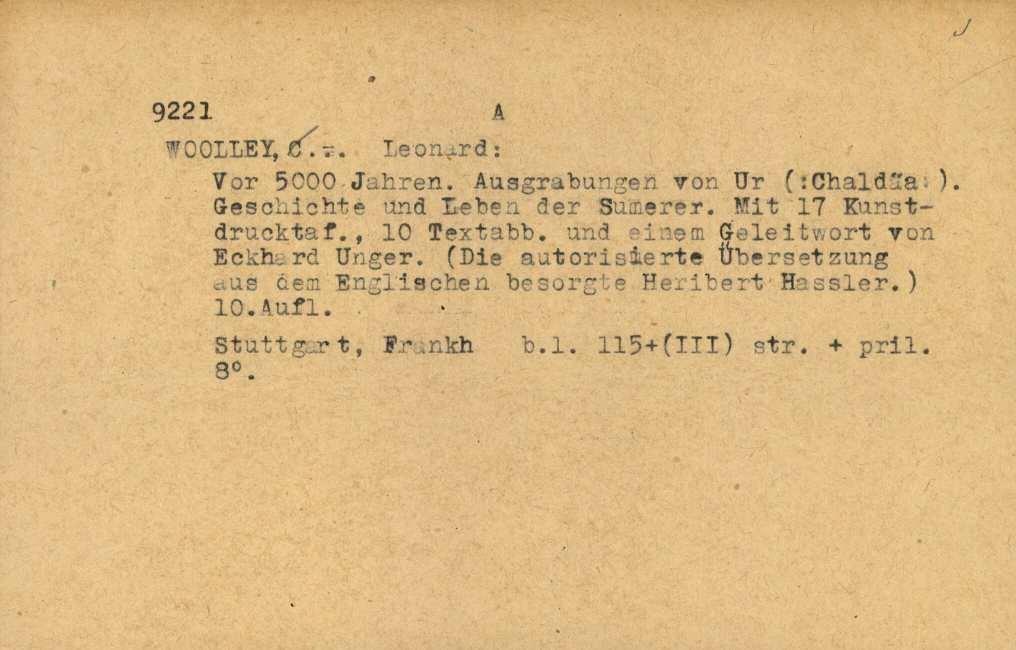 9221 A
WOOLLEY, C. Leonard:
Vor 5000 Jahren. Ausgrabungen von Ur (:Chaldäa:).
Geschichte und Leben der Sumerer. Mit 17 Kunst-
drucktaf., 10 Textabb. und einem Geleitwort von
Eckhard Unger. (Die autorisierte Übersetzung
aus dem Englischen besorgte Heribert Hassler.)
10.Aufl.
Stuttgart, Frankh b.l. 115+(III) str. + pril.
8°.